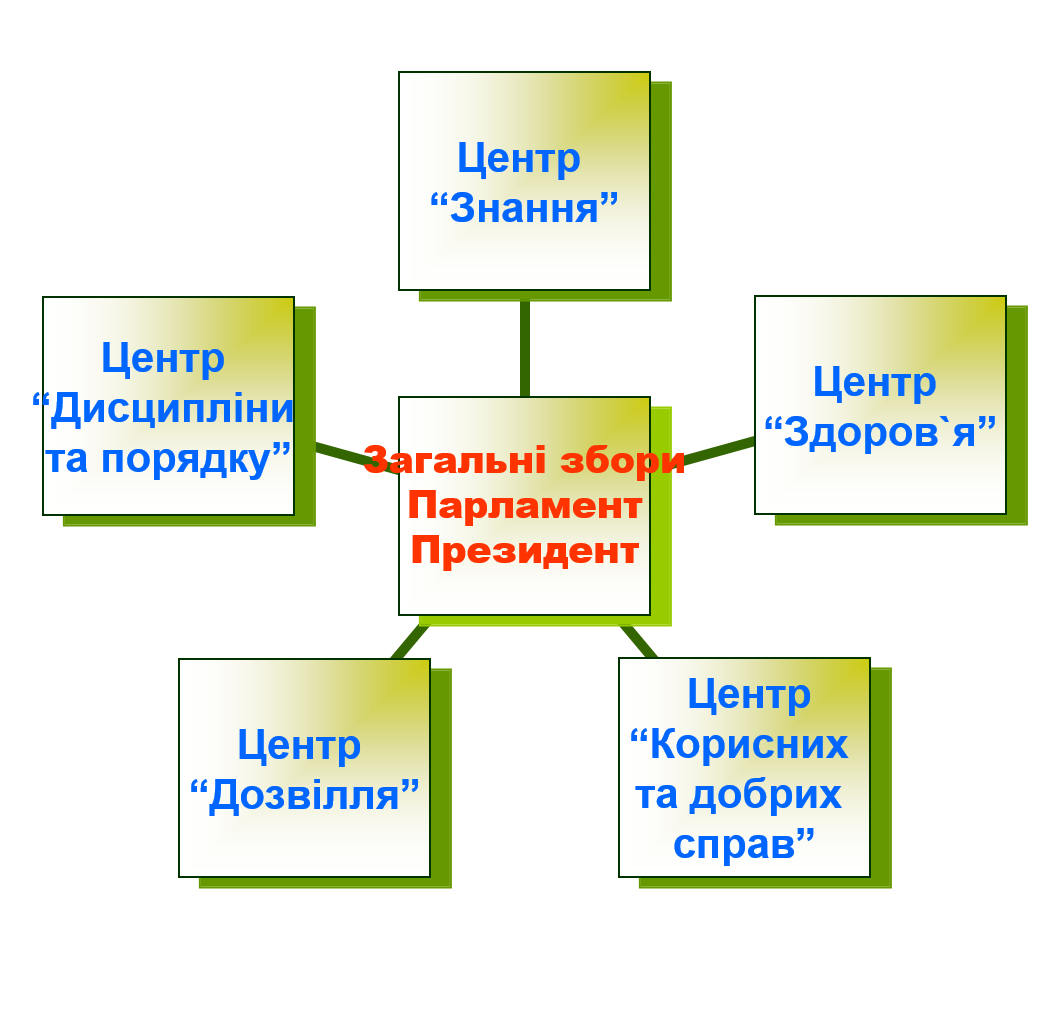 Центр
“Знання”
Центр
“Дисципліни
та порядку”
Центр
“Здоров`я”
Загальні збори
Парламент
Президент
Центр
“Дозвілля”
Центр
“Корисних
та добрих
справ”